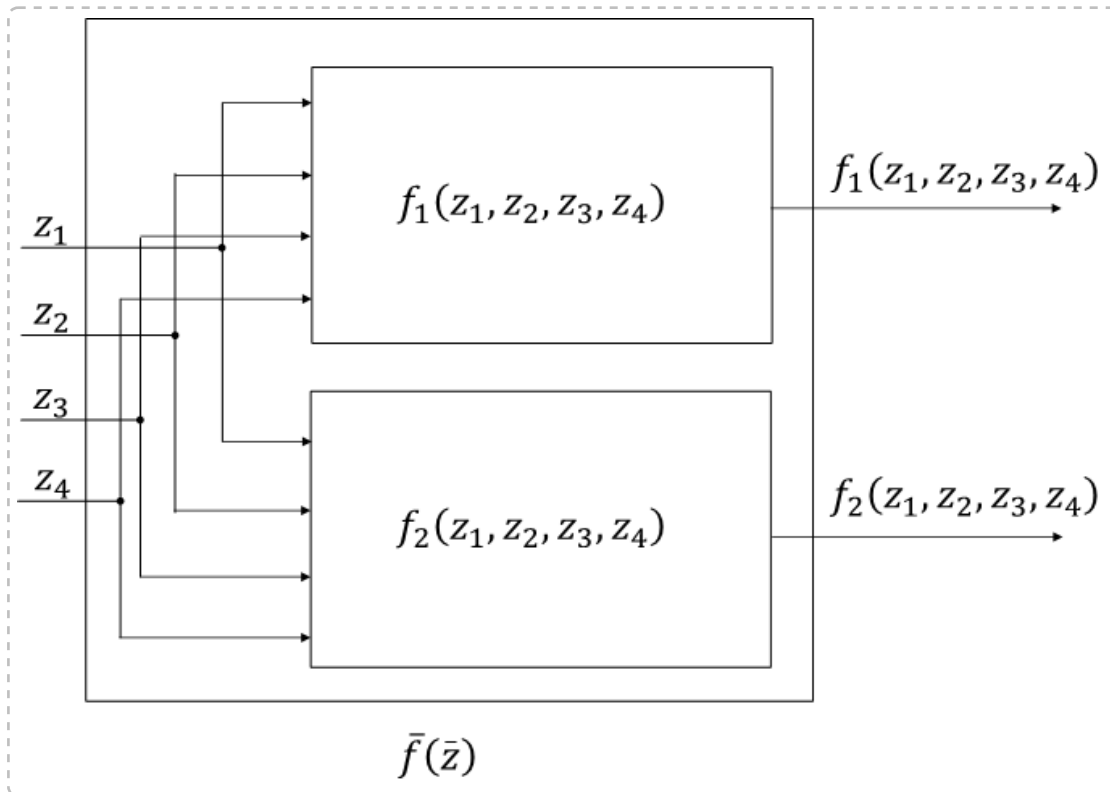 f₁(z₁, z₂, z₃, z₄)
f₁(z₁, z₂, z₃, z₄)
z₁
z₂
z₃
z₄
f₂(z₁, z₂, z₃, z₄)
f₂(z₁, z₂, z₃, z₄)
f̄(z̄)